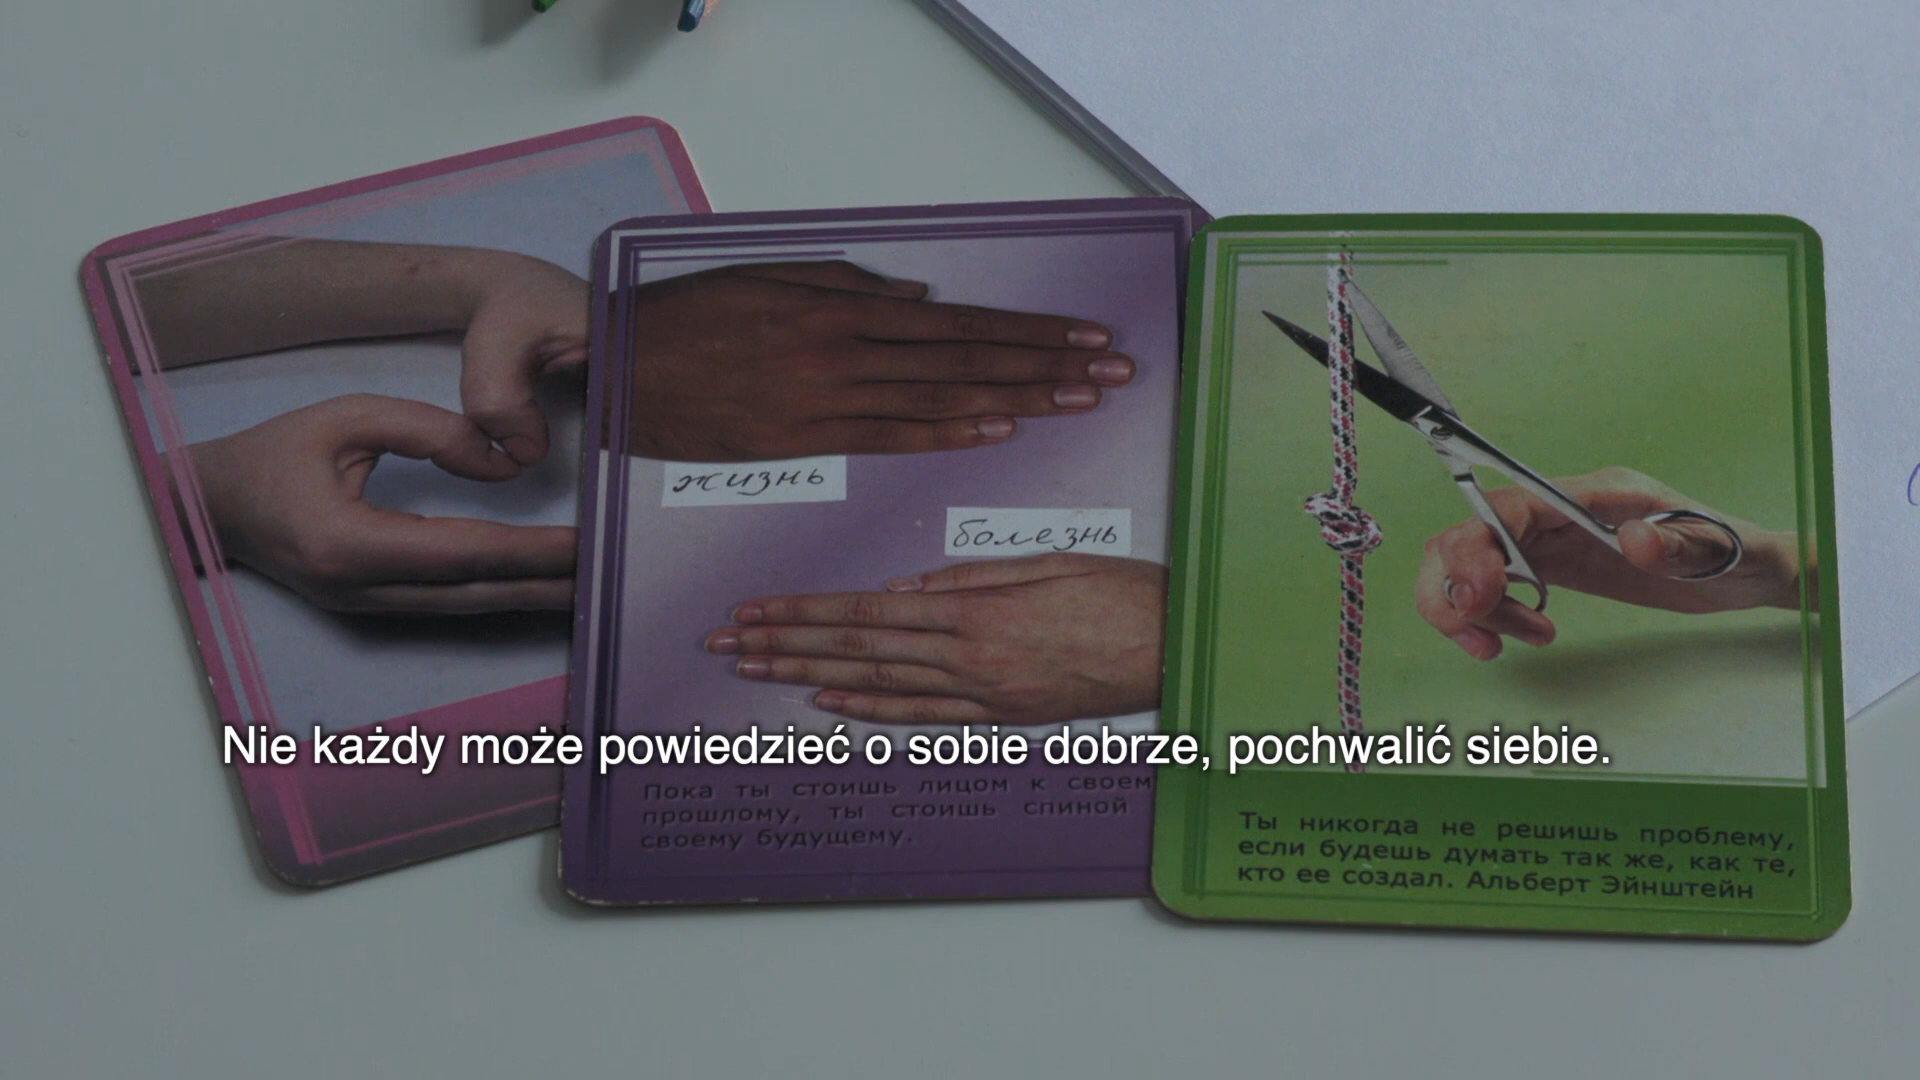 жизнь
болезнь
Nie każdy może powiedzieć o sobie dobrze, pochwalić siebie.
Пока ты стоишь лицом к своем
прошлому, ты стоишь спиной
своему будущему.
Ты никогда не решишь проблему,
если будешь думать так же, как те,
кто ее создал. Альберт Эйнштейн